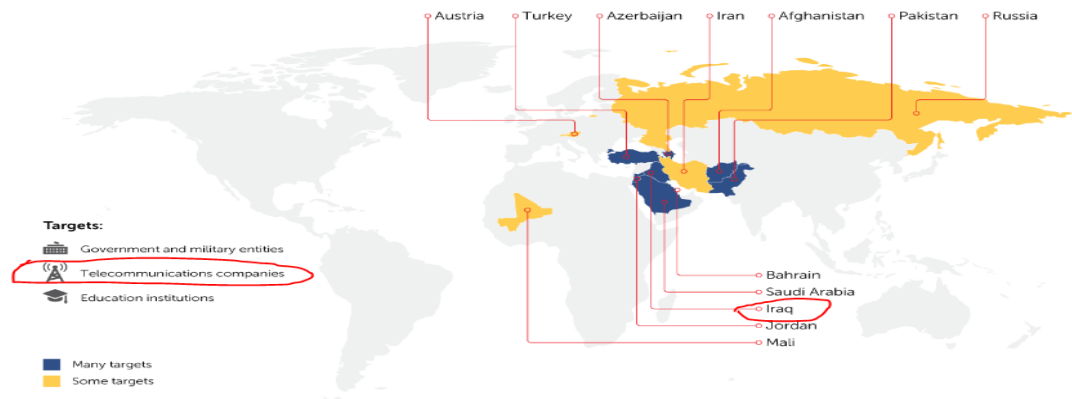 Austria Turkey Azerbaijan Iran Afghanistan Pakistan Russia
Targets:
Government and military entities
Telecommunications companies
Education institutions
Bahrain
Saudi Arabia
Iraq
Jordan
Mali
Many targets
Some targets